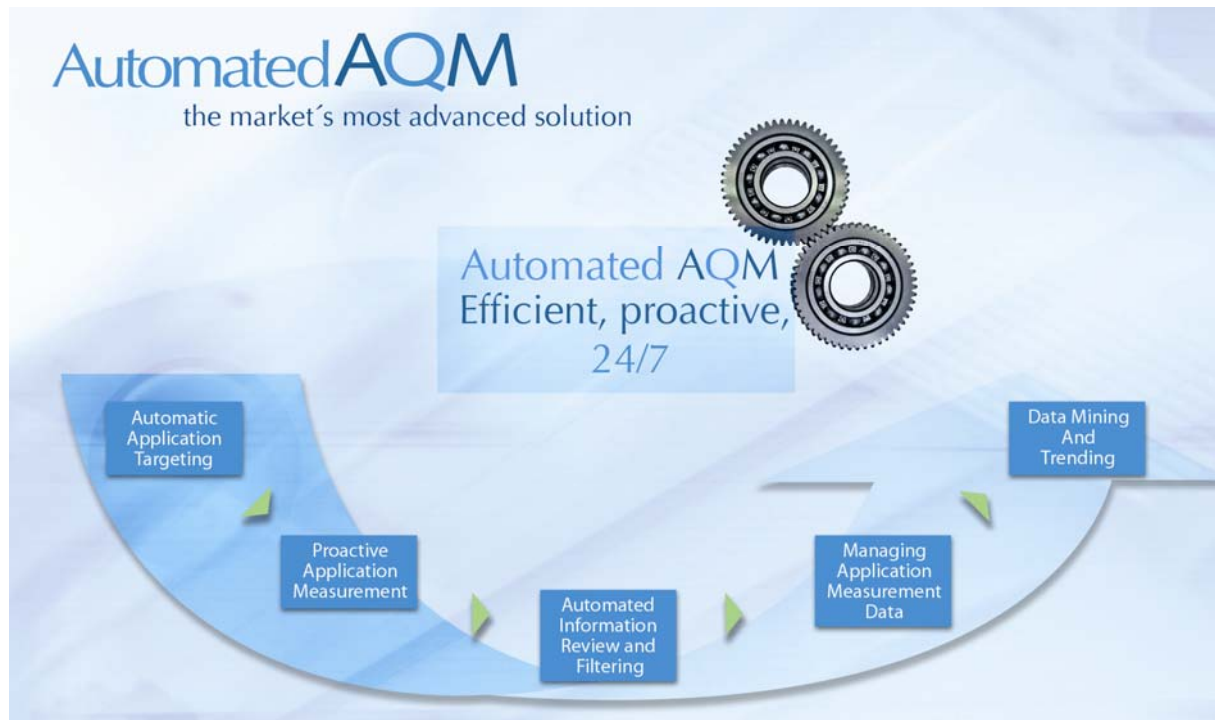 Automated AQM
the market´s most advanced solution
Automated AQM
Efficient, proactive,
24/7
Automatic
Application
Targeting
Proactive
Application
Measurement
Automated
Information
Review and
Filtering
Managing
Application
Measurement
Data
Data Mining
And
Trending